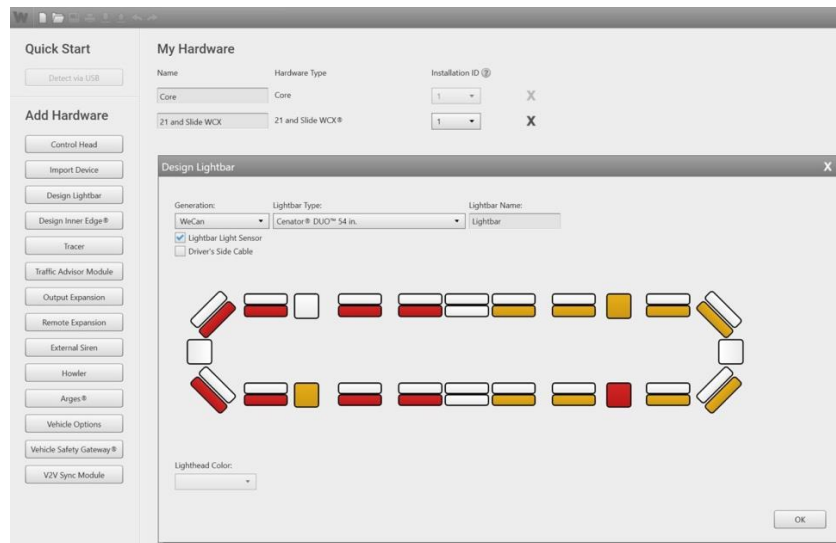 W
Quick Start
Detect via USB
Add Hardware
Control Head
Import Device
Design Lightbar
Design Inner Edge®
Tracer
Traffic Advisor Module
Output Expansion
Remote Expansion
External Siren
Howler
Arges®
Vehicle Options
Vehicle Safety Gateway®
V2V Sync Module
My Hardware
Name Hardware Type Installation ID ?
Core Core 1 X
21 and Slide WCX 21 and Slide WCX® 1 X
Design Lightbar X
Generation: Lightbar Type: Lightbar Name:
WeCan Cenator® DUO™ 54 in. Lightbar
Lightbar Light Sensor
Driver's Side Cable
Lighthead Color:
OK